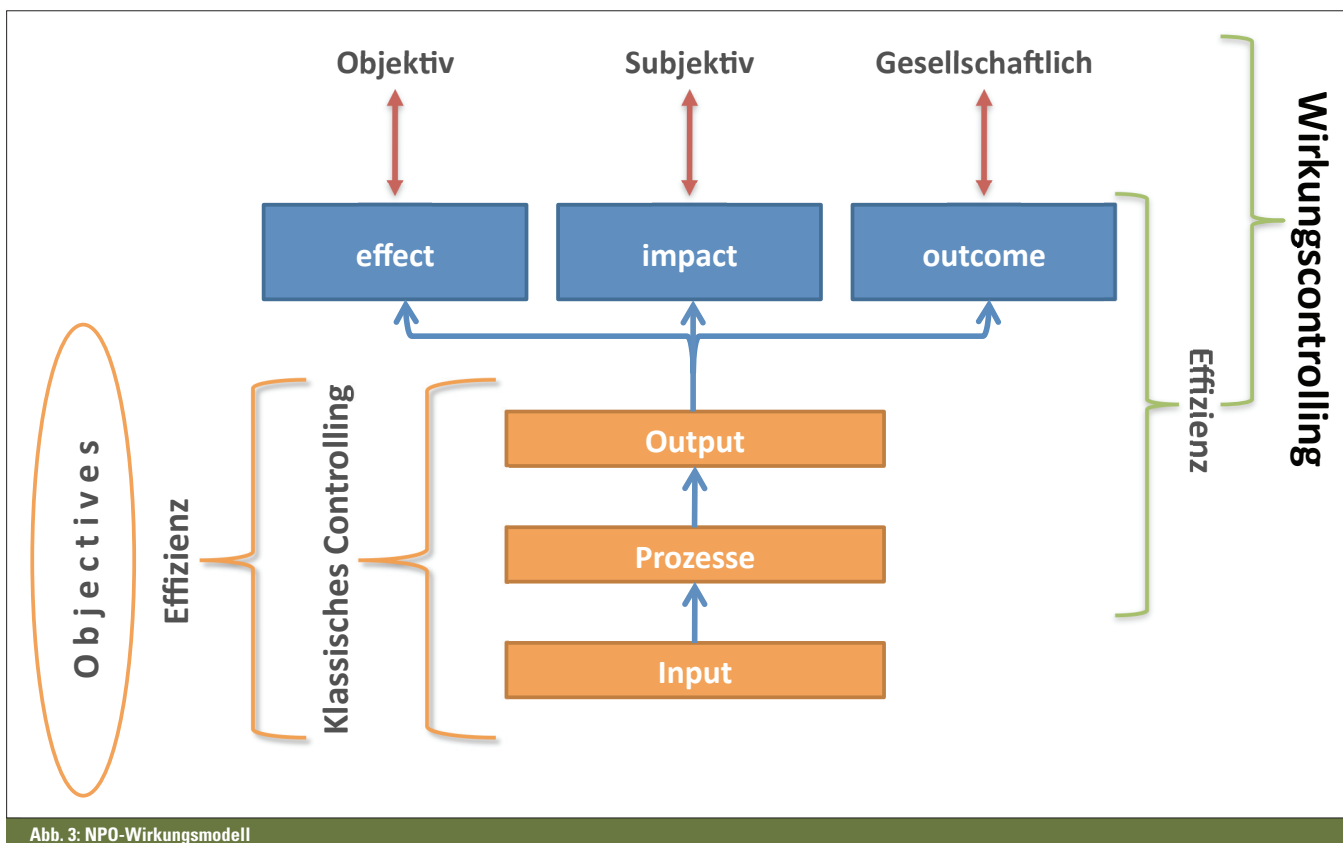 Objektiv
Subjektiv
Gesellschaftlich
Wirkungscontrolling
effect
impact
outcome
Effizienz
Objectives
Effizienz
Klassisches Controlling
Output
Prozesse
Input
Abb. 3: NPO-Wirkungsmodell